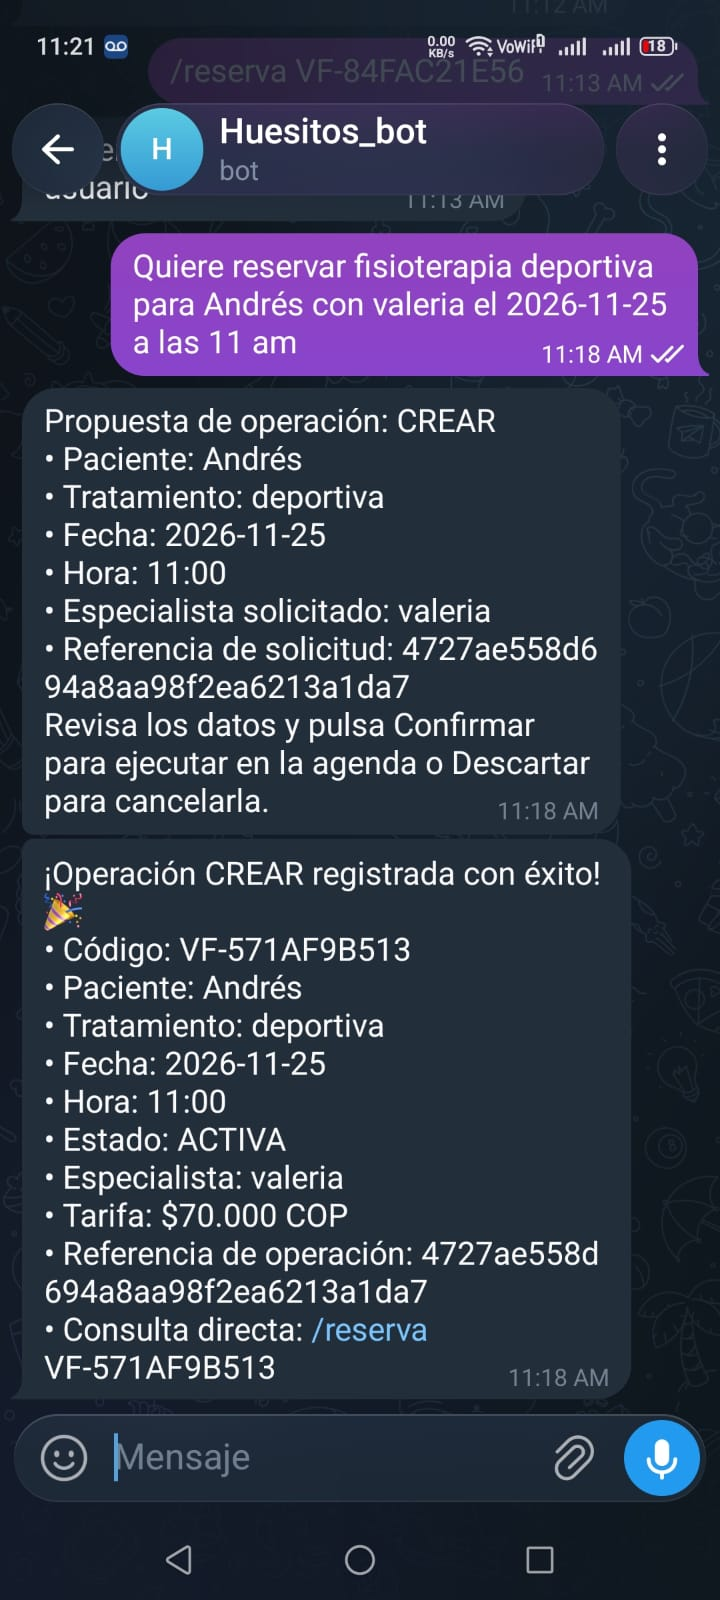 11:21
0.00
KB/s
VoWiFi
18
/reserva VF-84FAC21E56
11:13 AM
H
Huesitos_bot
bot
usuario
11:13 AM
Quiere reservar fisioterapia deportiva
para Andrés con valeria el 2026-11-25
a las 11 am
11:18 AM
Propuesta de operación: CREAR
• Paciente: Andrés
• Tratamiento: deportiva
• Fecha: 2026-11-25
• Hora: 11:00
• Especialista solicitado: valeria
• Referencia de solicitud: 4727ae558d6
94a8aa98f2ea6213a1da7
Revisa los datos y pulsa Confirmar
para ejecutar en la agenda o Descartar
para cancelarla.
11:18 AM
¡Operación CREAR registrada con éxito!
🎉
• Código: VF-571AF9B513
• Paciente: Andrés
• Tratamiento: deportiva
• Fecha: 2026-11-25
• Hora: 11:00
• Estado: ACTIVA
• Especialista: valeria
• Tarifa: $70.000 COP
• Referencia de operación: 4727ae558d
694a8aa98f2ea6213a1da7
• Consulta directa: /reserva
VF-571AF9B513
11:18 AM
Mensaje